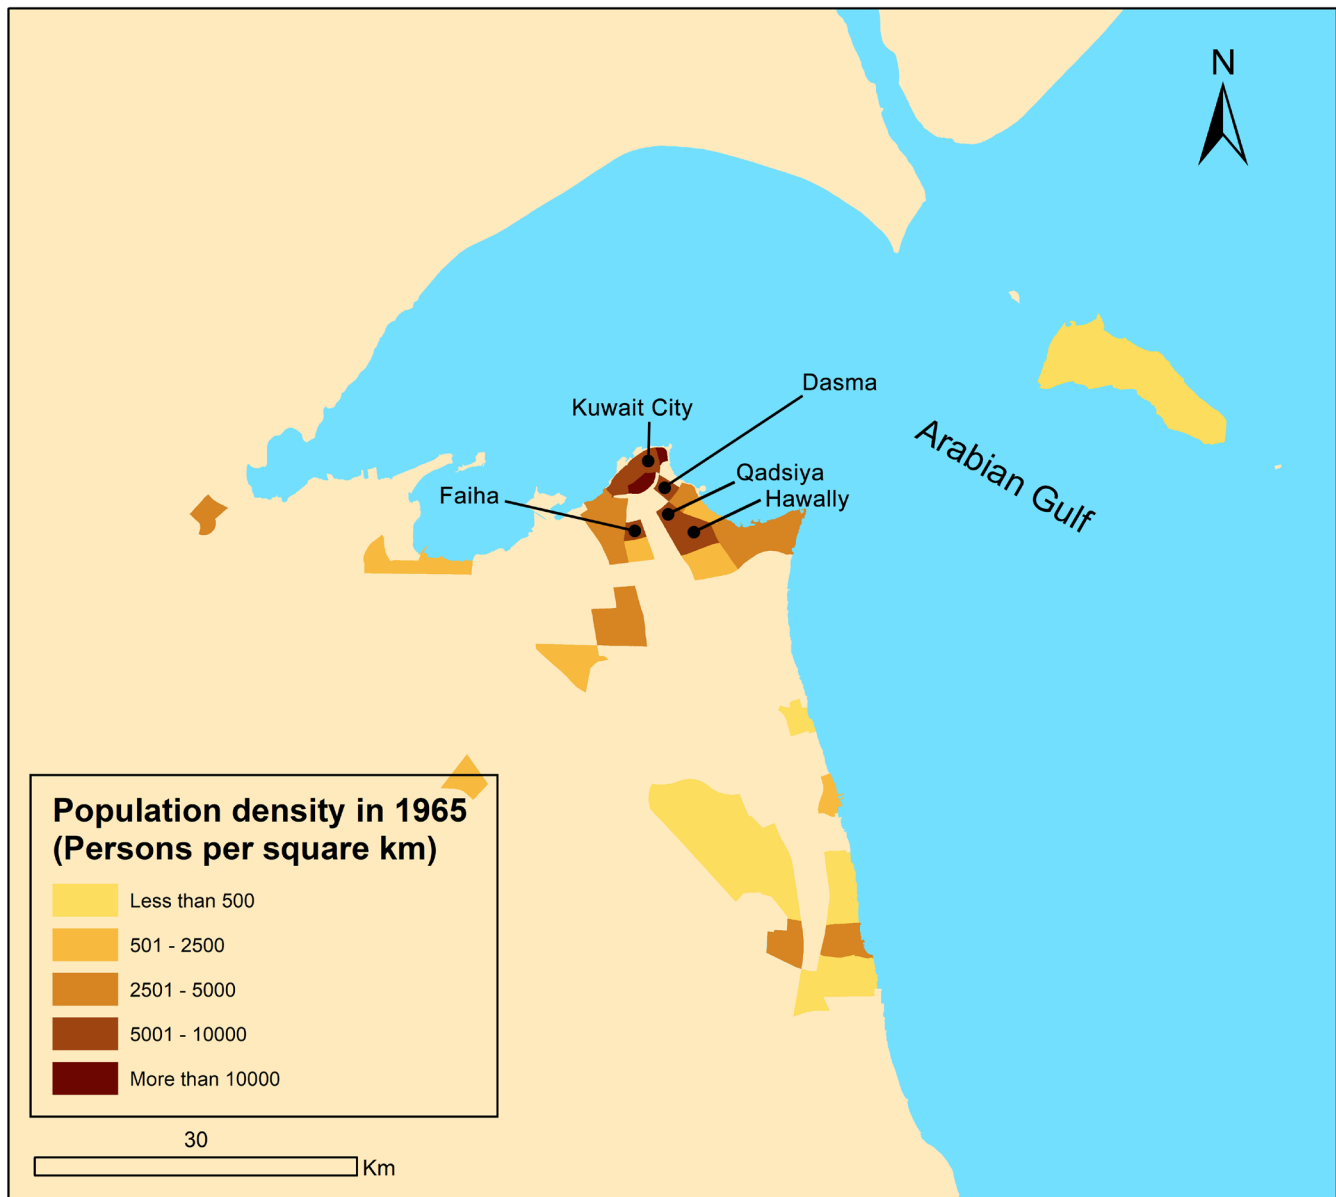 N
Dasma
Kuwait City
Qadsiya
Hawally
Faiha
Arabian Gulf
Population density in 1965
(Persons per square km)
Less than 500
501 - 2500
2501 - 5000
5001 - 10000
More than 10000
30
Km